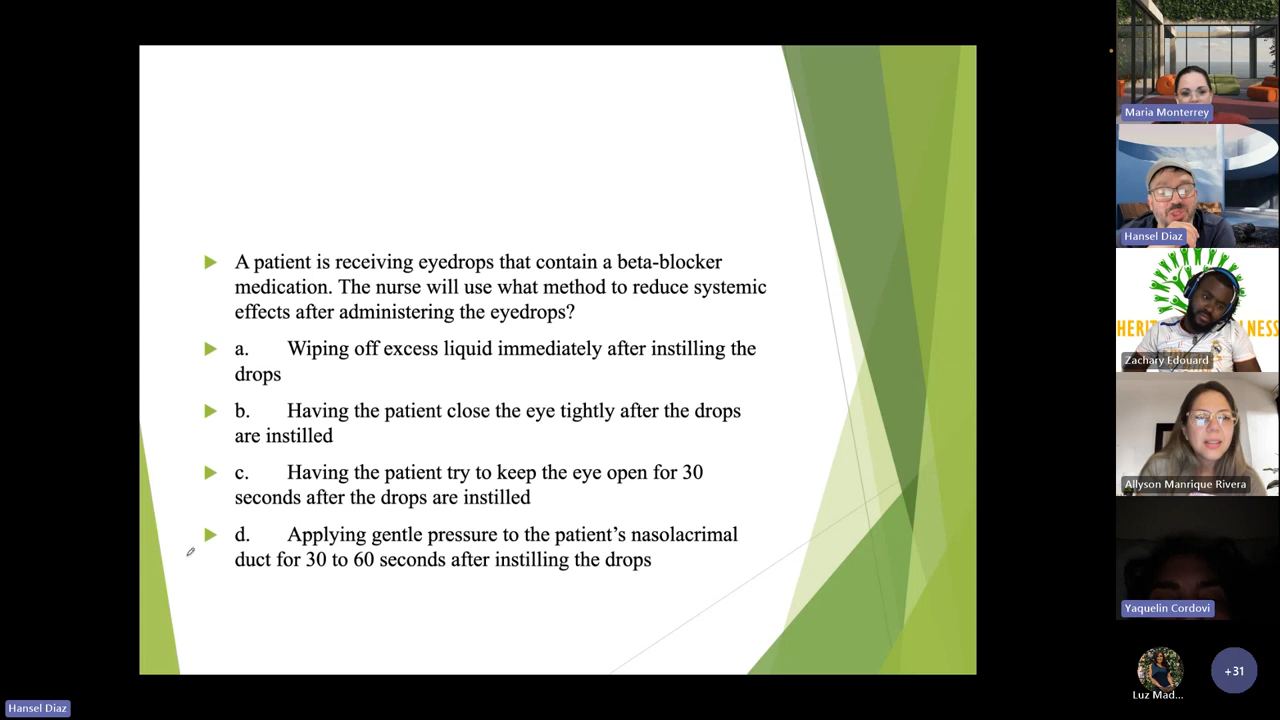 A patient is receiving eyedrops that contain a beta-blocker
medication. The nurse will use what method to reduce systemic
effects after administering the eyedrops?
a. Wiping off excess liquid immediately after instilling the
drops
b. Having the patient close the eye tightly after the drops
are instilled
c. Having the patient try to keep the eye open for 30
seconds after the drops are instilled
d. Applying gentle pressure to the patient’s nasolacrimal
duct for 30 to 60 seconds after instilling the drops
Maria Monterrey
Hansel Diaz
Zachary Edouard
Allyson Manrique Rivera
Yaquelin Cordovi
Luz Mad...
+31
Hansel Diaz